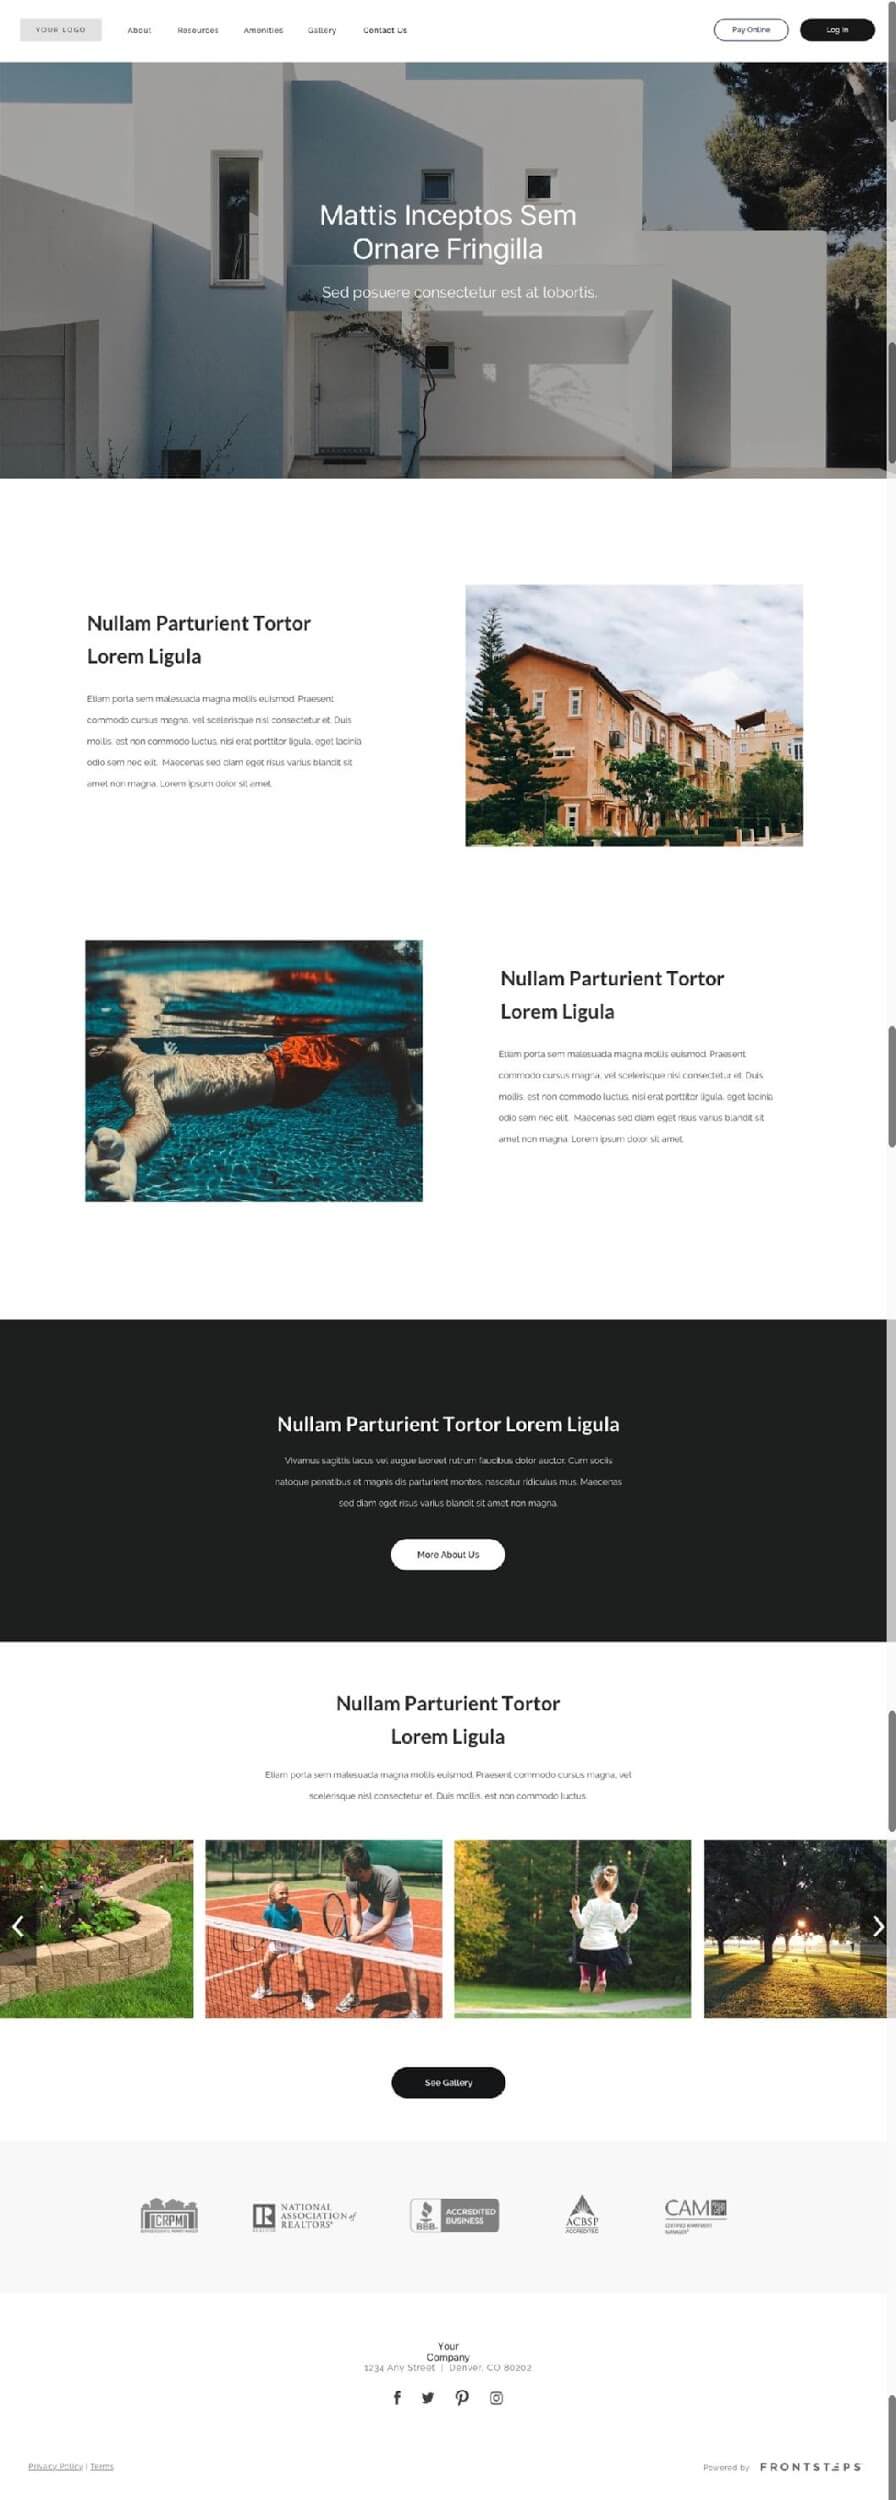 YOUR LOGO
About
Resources
Amenities
Gallery
Contact Us
Pay Online
Log In
Mattis Inceptos Sem
Ornare Fringilla
Sed posuere consectetur est at lobortis.
Nullam Parturient Tortor
Lorem Ligula
Etiam porta sem malesuada magna mollis euismod. Praesent
commodo cursus magna, vel scelerisque nisl consectetur et. Duis
mollis, est non commodo luctus, nisi erat porttitor ligula, eget lacinia
odio sem nec elit. Maecenas sed diam eget risus varius blandit sit
amet non magna. Lorem ipsum dolor sit amet.
Nullam Parturient Tortor
Lorem Ligula
Etiam porta sem malesuada magna mollis euismod. Praesent
commodo cursus magna, vel scelerisque nisl consectetur et. Duis
mollis, est non commodo luctus, nisi erat porttitor ligula, eget lacinia
odio sem nec elit. Maecenas sed diam eget risus varius blandit sit
amet non magna. Lorem ipsum dolor sit amet.
Nullam Parturient Tortor Lorem Ligula
Vivamus sagittis lacus vel augue laoreet rutrum faucibus dolor auctor. Cum sociis
natoque penatibus et magnis dis parturient montes, nascetur ridiculus mus. Maecenas
sed diam eget risus varius blandit sit amet non magna.
More About Us
Nullam Parturient Tortor
Lorem Ligula
Etiam porta sem malesuada magna mollis euismod. Praesent commodo cursus magna, vel
scelerisque nisl consectetur et. Duis mollis, est non commodo luctus.
See Gallery
CRPM
NATIONAL
ASSOCIATION of
REALTORS®
REALTOR
BBB
ACCREDITED
BUSINESS
ACBSP
ACCREDITED
CAM
CERTIFIED APARTMENT
MANAGER®
Your
Company
1234 Any Street | Denver, CO 80202
Privacy Policy | Terms
Powered by FRONTSTEPS